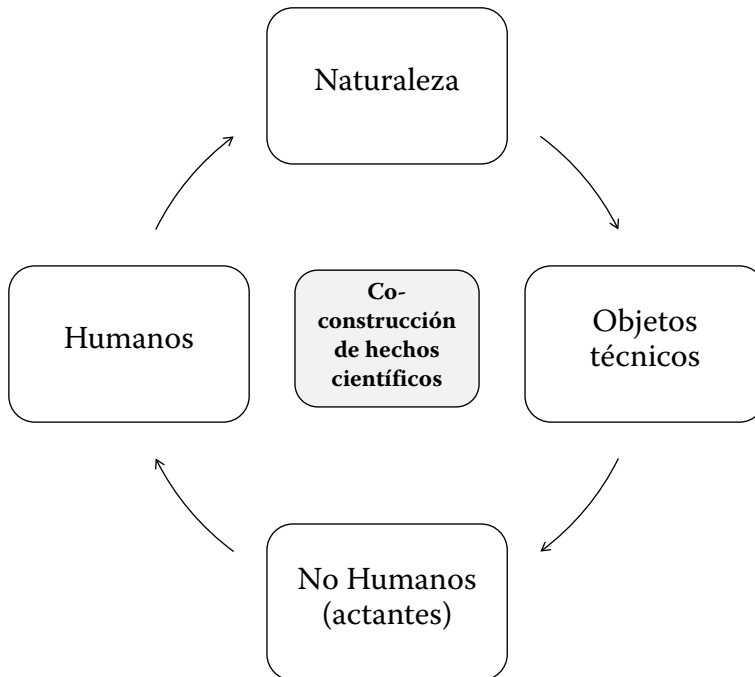 Naturaleza
Humanos
Co-
construcción
de hechos
científicos
Objetos
técnicos
No Humanos
(actantes)